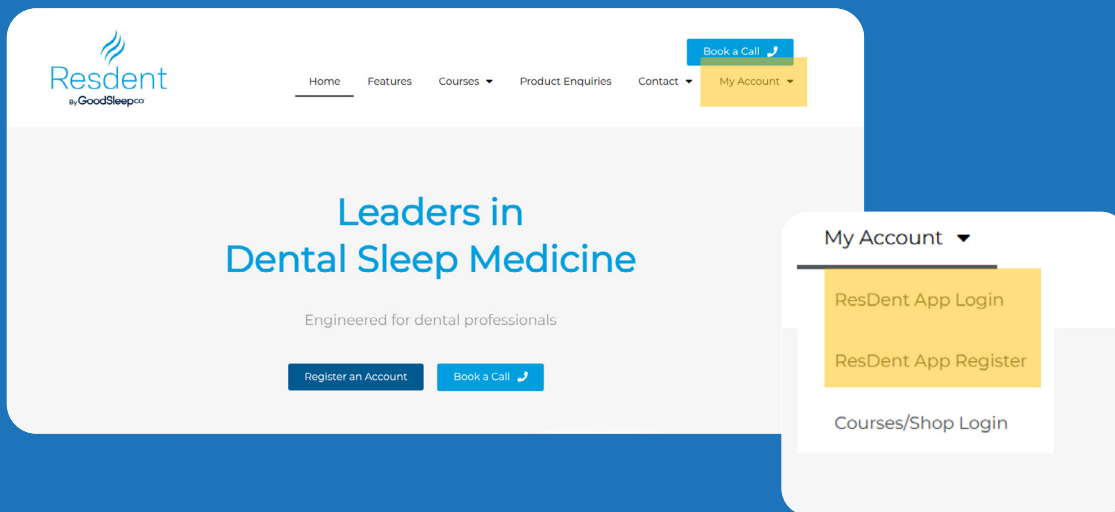 Resdent
By GoodSleepco
Book a Call
Home Features Courses Product Enquiries Contact My Account
Leaders in
Dental Sleep Medicine
Engineered for dental professionals
Register an Account Book a Call
My Account
ResDent App Login
ResDent App Register
Courses/Shop Login